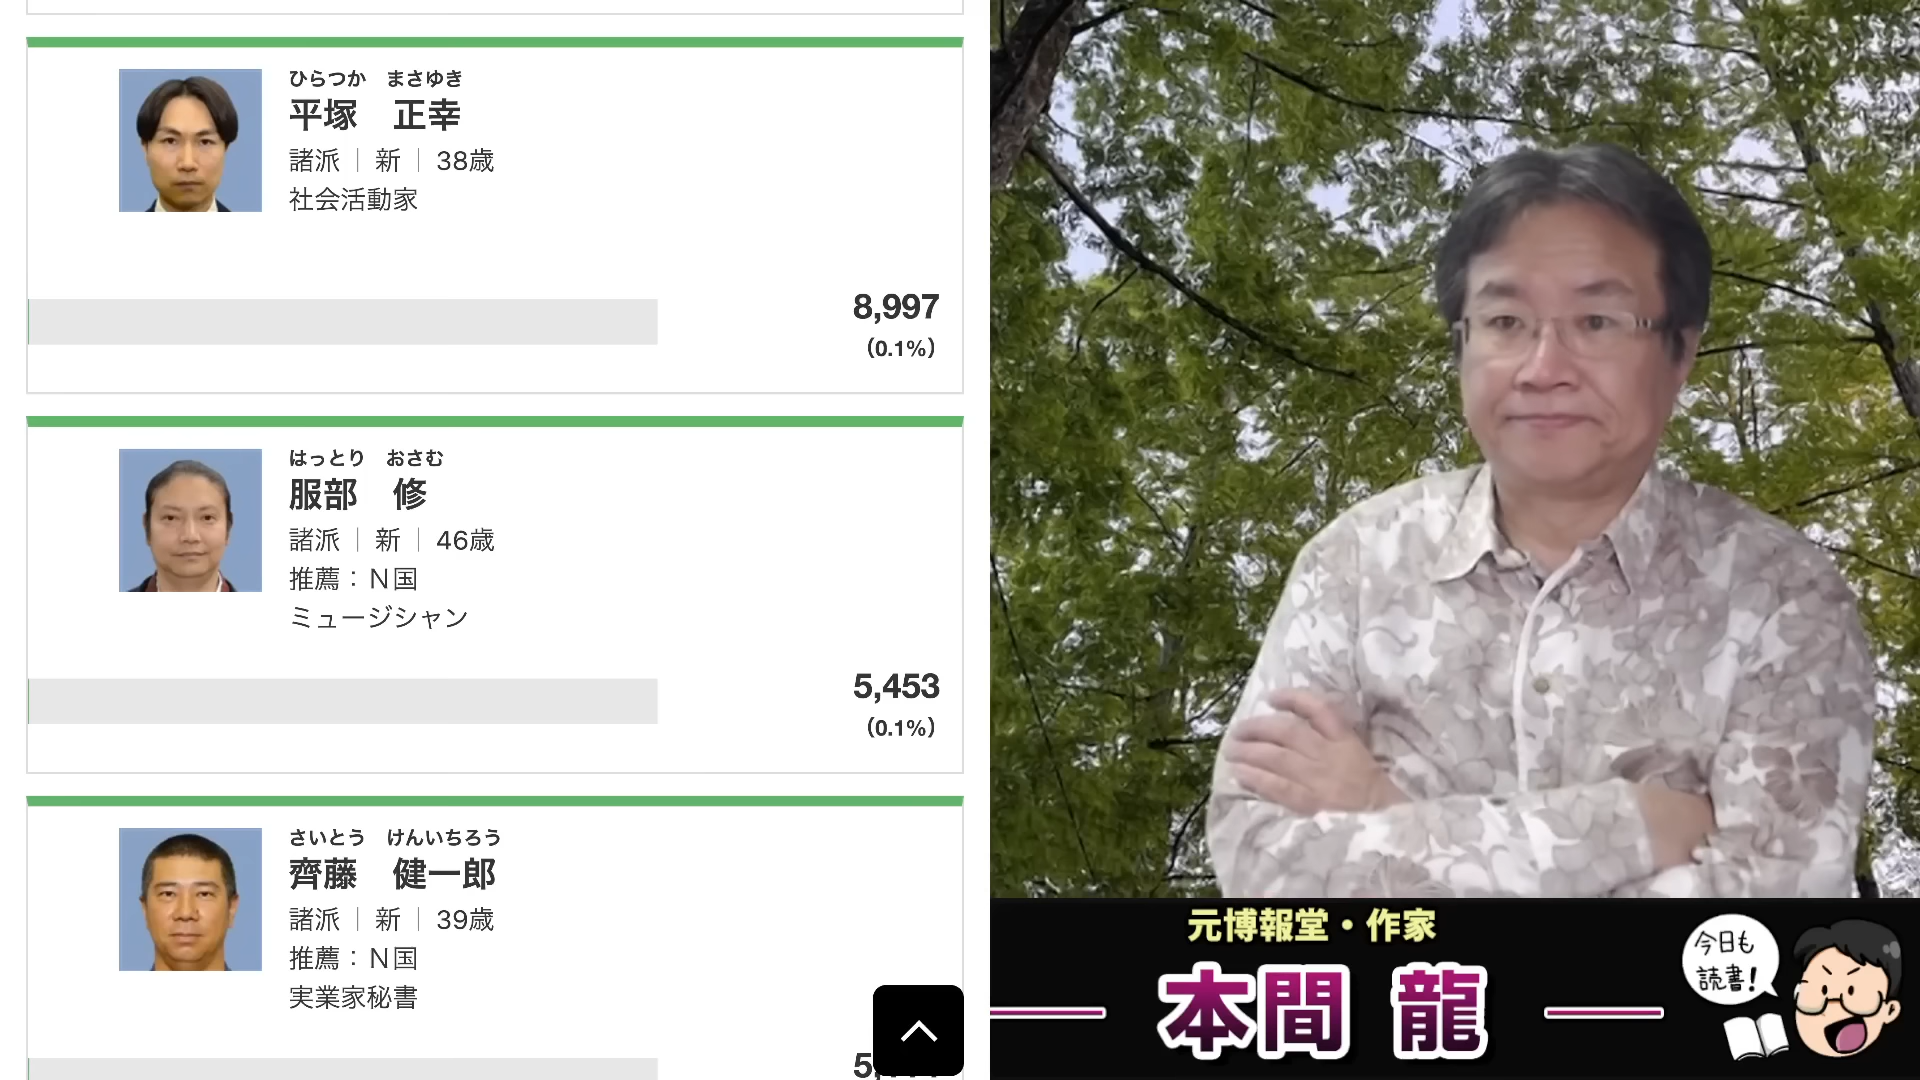 ひらつか　まさゆき
平塚　正幸
諸派｜新｜38歳
社会活動家
8,997
(0.1%)
はっとり　おさむ
服部　修
諸派｜新｜46歳
推薦：N国
ミュージシャン
5,453
(0.1%)
さいとう　けんいちろう
齊藤　健一郎
諸派｜新｜39歳
推薦：N国
実業家秘書
元博報堂・作家
本間 龍
今日も
読書!